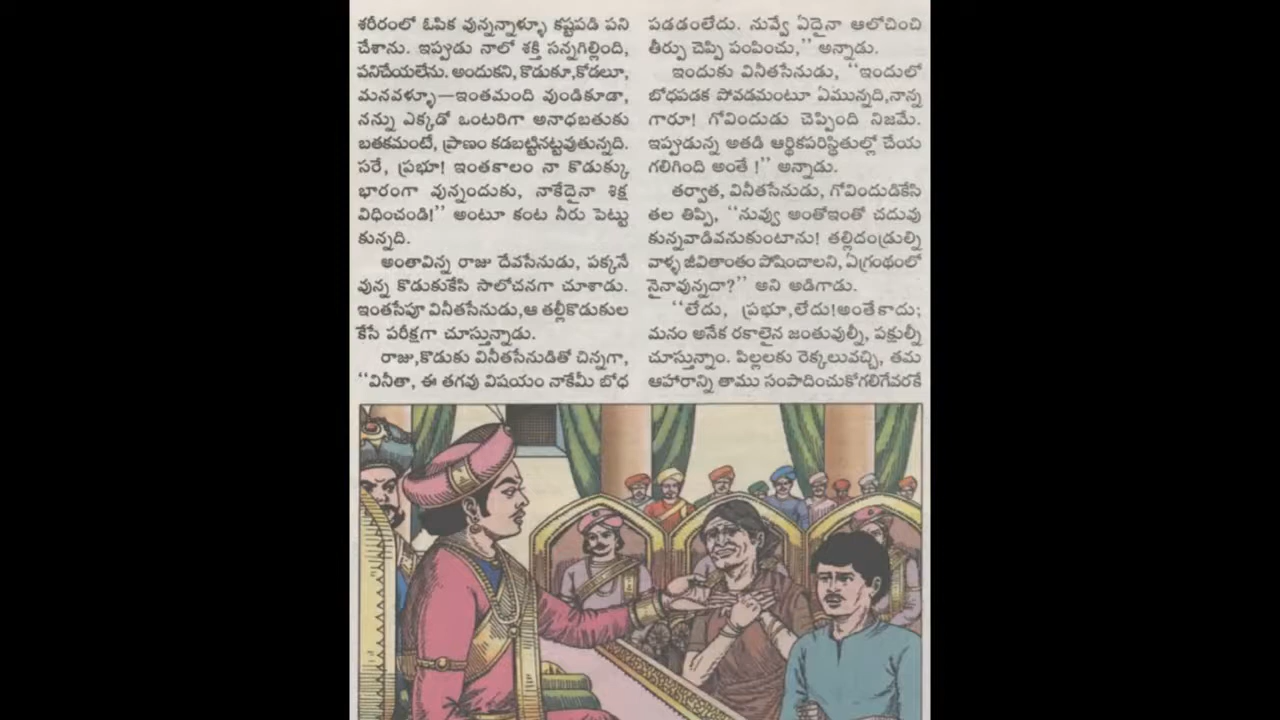 శరీరంలో ఓపిక వున్నన్నాళ్ళూ కష్టపడి పని
చేశాను. ఇప్పుడు నాలో శక్తి సన్నగిల్లింది,
పనిచేయలేను. అందుకని, కొడుకూ,కోడలూ,
మనవళ్ళూ—ఇంతమంది వుండికూడా,
నన్ను ఎక్కడో ఒంటరిగా అనాధబతుకు
బతకమంటే, ప్రాణం కడబట్టినట్టవుతున్నది.
సరే, ప్రభూ! ఇంతకాలం నా కొడుక్కు
భారంగా వున్నందుకు, నాకేదైనా శిక్ష
విధించండి!'' అంటూ కంట నీరు పెట్టు
కున్నది.
అంతావిన్న రాజు దేవసేనుడు, పక్కనే
వున్న కొడుకుకేసి సాలోచనగా చూశాడు.
ఇంతసేపూ వినీతసేనుడు,ఆ తల్లీకొడుకుల
కేసే పరీక్షగా చూస్తున్నాడు.
రాజు,కొడుకు వినీతసేనుడితో చిన్నగా,
‘‘వినీతా, ఈ తగవు విషయం నాకేమీ బోధ
పడడంలేదు. నువ్వే ఏదైనా ఆలోచించి
తీర్పు చెప్పి పంపించు,'' అన్నాడు.
ఇందుకు వినీతసేనుడు, ‘‘ఇందులో
బోధపడక పోవడమంటూ ఏమున్నది,నాన్న
గారూ! గోవిందుడు చెప్పింది నిజమే.
ఇప్పుడున్న అతడి ఆర్థికపరిస్థితుల్లో చేయ
గలిగింది అంతే !'' అన్నాడు.
తర్వాత, వినీతసేనుడు, గోవిందుడికేసి
తల తిప్పి, ‘‘నువ్వు అంతోఇంతో చదువు
కున్నవాడివనుకుంటాను! తల్లిదండ్రుల్ని
వాళ్ళ జీవితాంతం పోషించాలని, ఏగ్రంథంలో
నైనావున్నదా?'' అని అడిగాడు.
‘‘లేదు, ప్రభూ,లేదు!అంతేకాదు;
మనం అనేక రకాలైన జంతువుల్నీ, పక్షుల్నీ
చూస్తున్నాం. పిల్లలకు రెక్కలువచ్చి, తమ
ఆహారాన్ని తాము సంపాదించుకోగలిగేవరకే